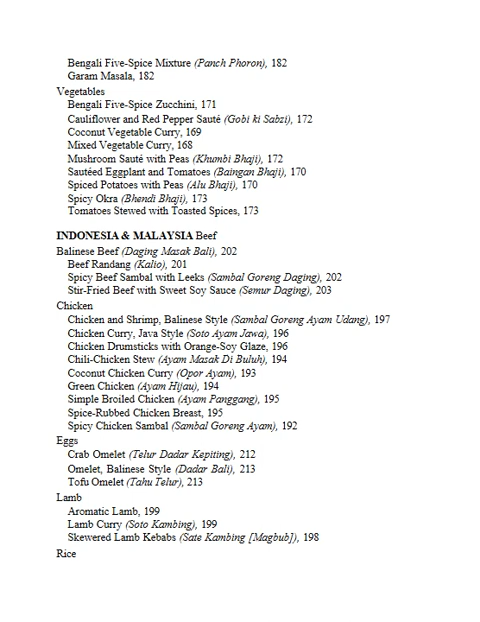 Bengali Five-Spice Mixture (Panch Phoron), 182
Garam Masala, 182
Vegetables
Bengali Five-Spice Zucchini, 171
Cauliflower and Red Pepper Sauté (Gobi ki Sabzi), 172
Coconut Vegetable Curry, 169
Mixed Vegetable Curry, 168
Mushroom Sauté with Peas (Khumbi Bhaji), 172
Sautéed Eggplant and Tomatoes (Baingan Bhaji), 170
Spiced Potatoes with Peas (Alu Bhaji), 170
Spicy Okra (Bhendi Bhaji), 173
Tomatoes Stewed with Toasted Spices, 173
INDONESIA & MALAYSIA Beef
Balinese Beef (Daging Masak Bali), 202
Beef Randang (Kalio), 201
Spicy Beef Sambal with Leeks (Sambal Goreng Daging), 202
Stir-Fried Beef with Sweet Soy Sauce (Semur Daging), 203
Chicken
Chicken and Shrimp, Balinese Style (Sambal Goreng Ayam Udang), 197
Chicken Curry, Java Style (Soto Ayam Jawa), 196
Chicken Drumsticks with Orange-Soy Glaze, 196
Chili-Chicken Stew (Ayam Masak Di Buluh), 194
Coconut Chicken Curry (Opor Ayam), 193
Green Chicken (Ayam Hijau), 194
Simple Broiled Chicken (Ayam Panggang), 195
Spice-Rubbed Chicken Breast, 195
Spicy Chicken Sambal (Sambal Goreng Ayam), 192
Eggs
Crab Omelet (Telur Dadar Kepiting), 212
Omelet, Balinese Style (Dadar Bali), 213
Tofu Omelet (Tahu Telur), 213
Lamb
Aromatic Lamb, 199
Lamb Curry (Soto Kambing), 199
Skewered Lamb Kebabs (Sate Kambing [Magbub]), 198
Rice